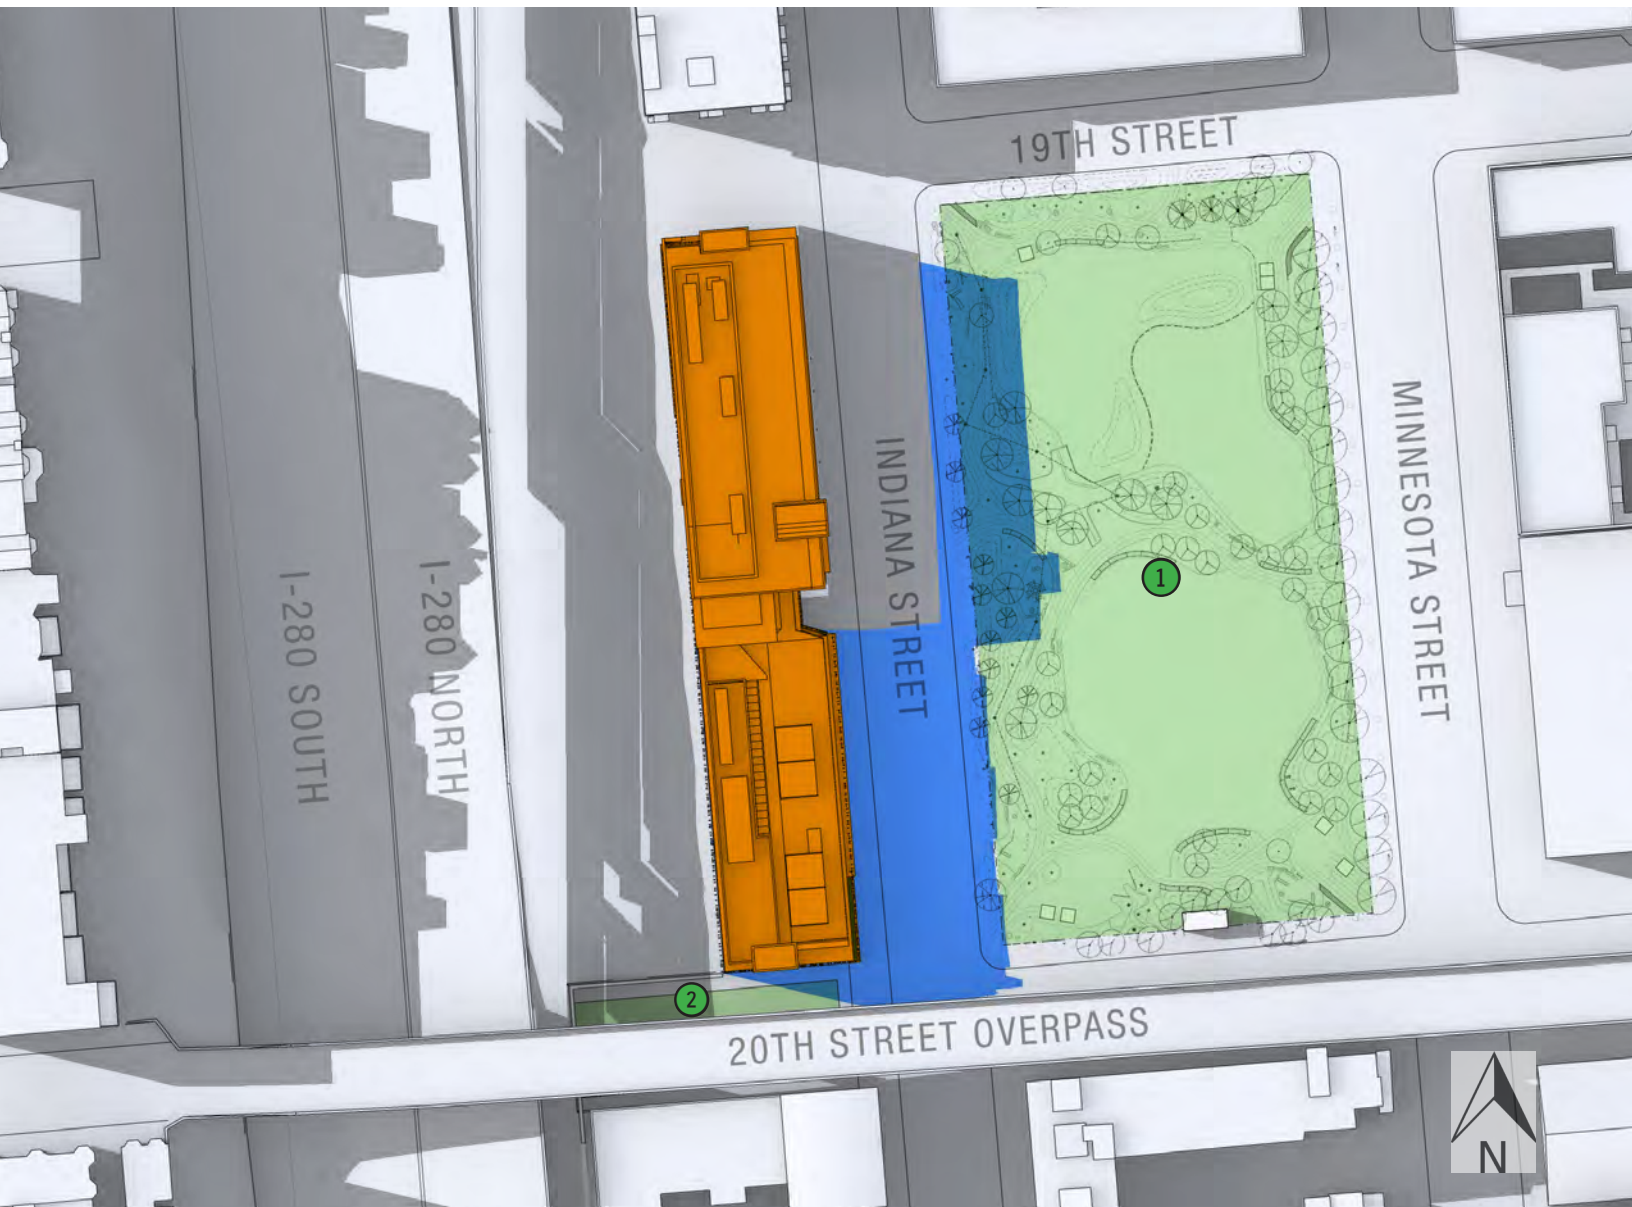 19TH STREET
INDIANA STREET
MINNESOTA STREET
1
I-280 SOUTH
I-280 NORTH
2
20TH STREET OVERPASS
N